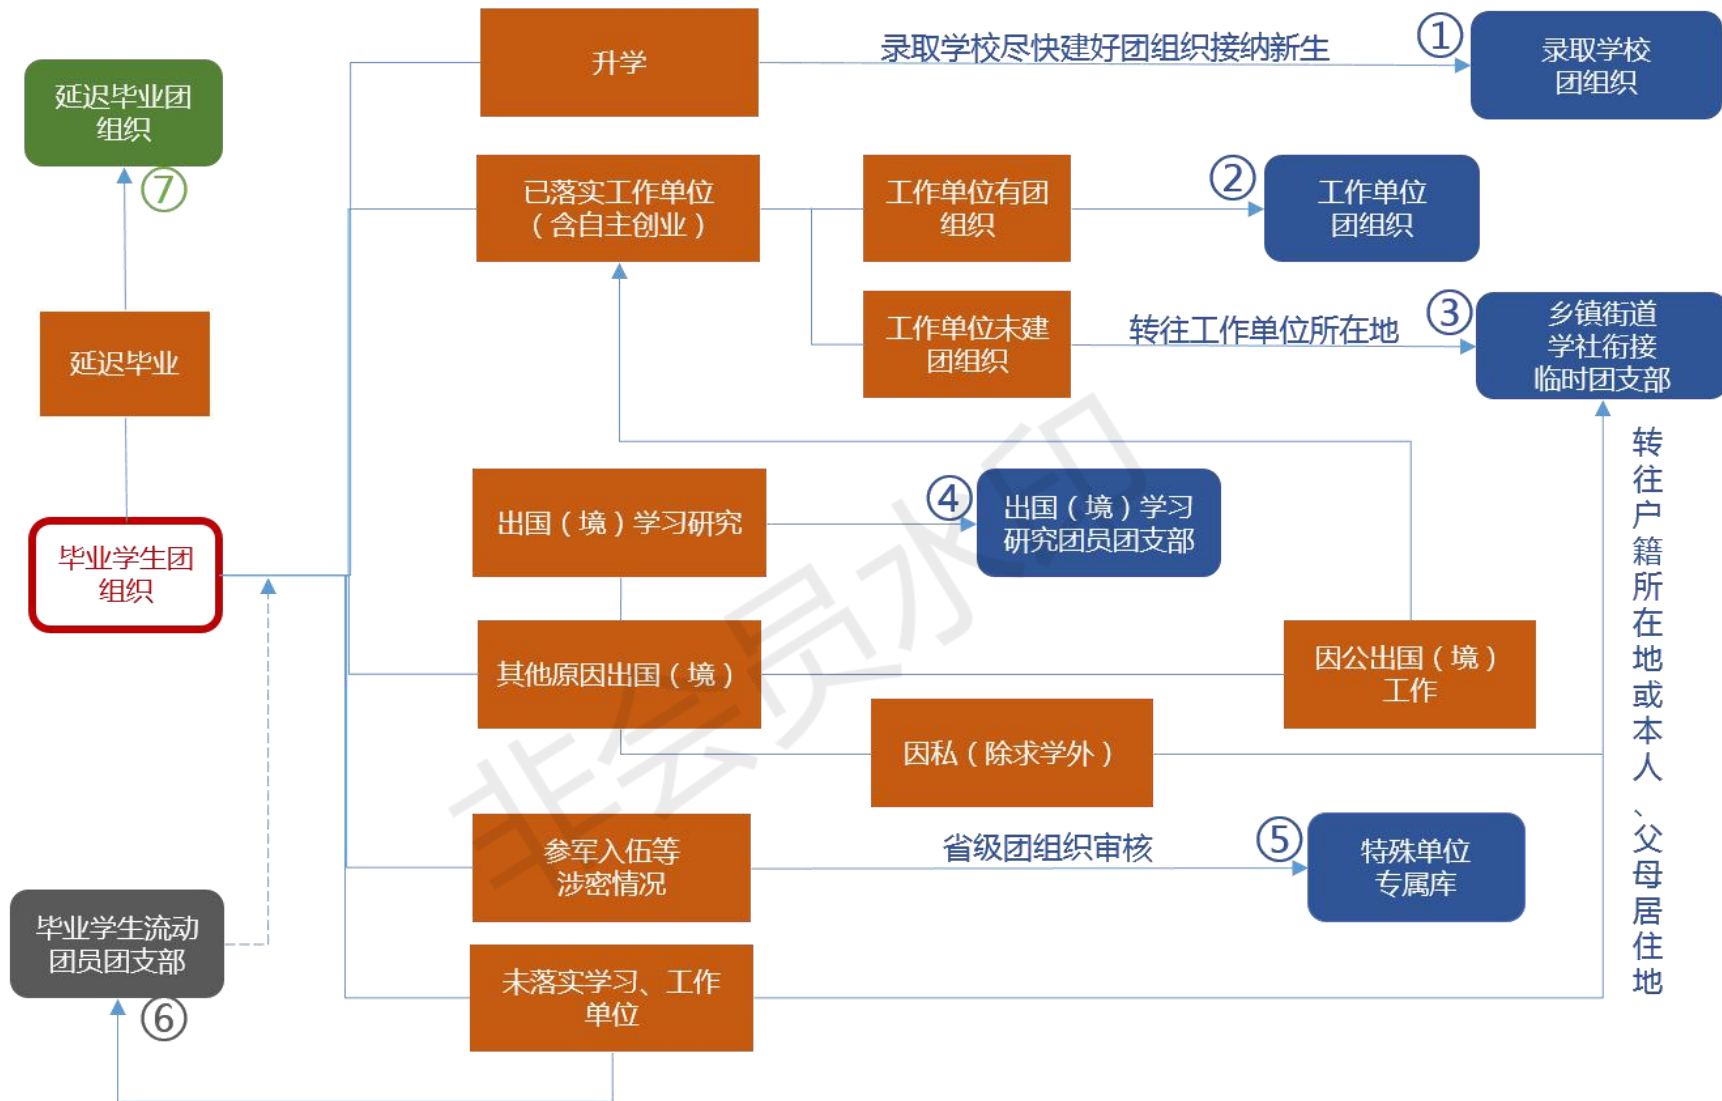 升学
录取学校尽快建好团组织接纳新生
①
录取学校
团组织
延迟毕业团
组织
⑦
已落实工作单位
（含自主创业）
工作单位有团
组织
②
工作单位
团组织
延迟毕业
工作单位未建
团组织
转往工作单位所在地
③
乡镇街道
学社衔接
临时团支部
出国（境）学习研究
④
出国（境）学习
研究团员团支部
转往户籍所在地或本人、父母居住地
毕业学生团
组织
其他原因出国（境）
因公出国（境）
工作
因私（除求学外）
参军入伍等
涉密情况
省级团组织审核
⑤
特殊单位
专属库
毕业学生流动
团员团支部
⑥
未落实学习、工作
单位
非会员水印